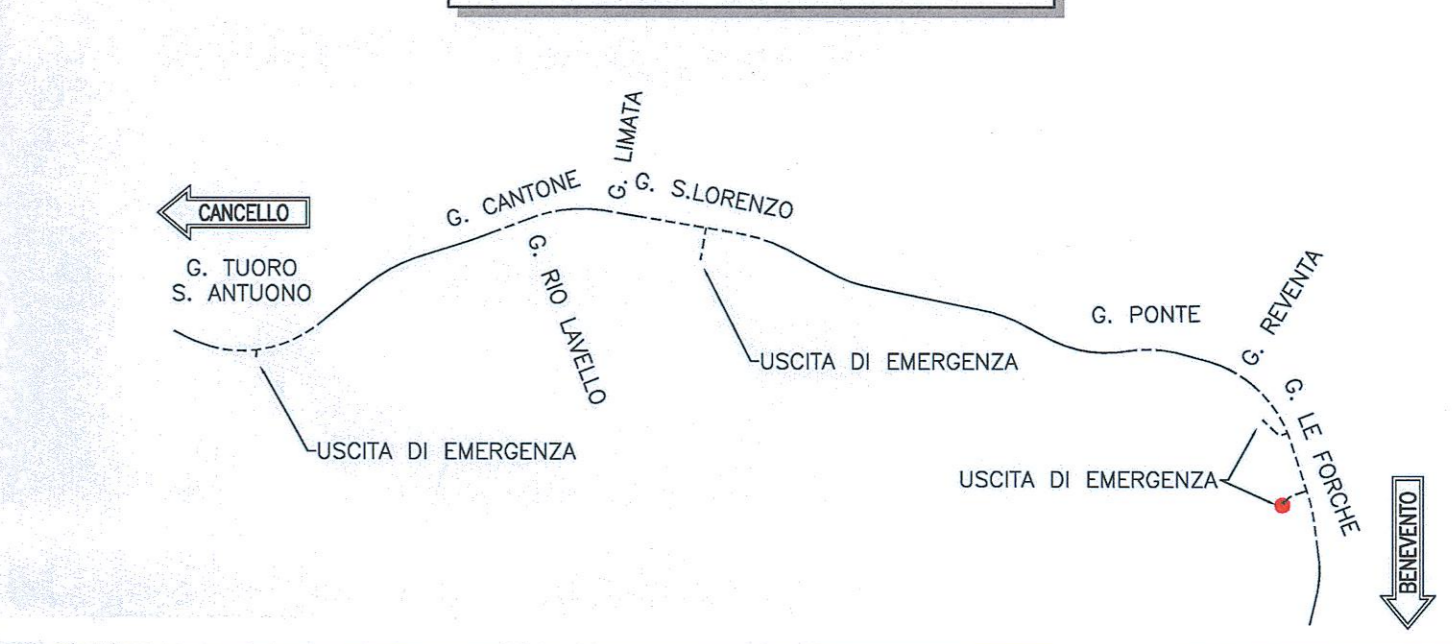 G. LIMATA
G. CANTONE
G. S.LORENZO
CANCELLO
G. TUORO
S. ANTUONO
G. RIO LAVELLO
G. PONTE
G. REVENTA
USCITA DI EMERGENZA
G. LE FORCHE
USCITA DI EMERGENZA
USCITA DI EMERGENZA
BENEVENTO